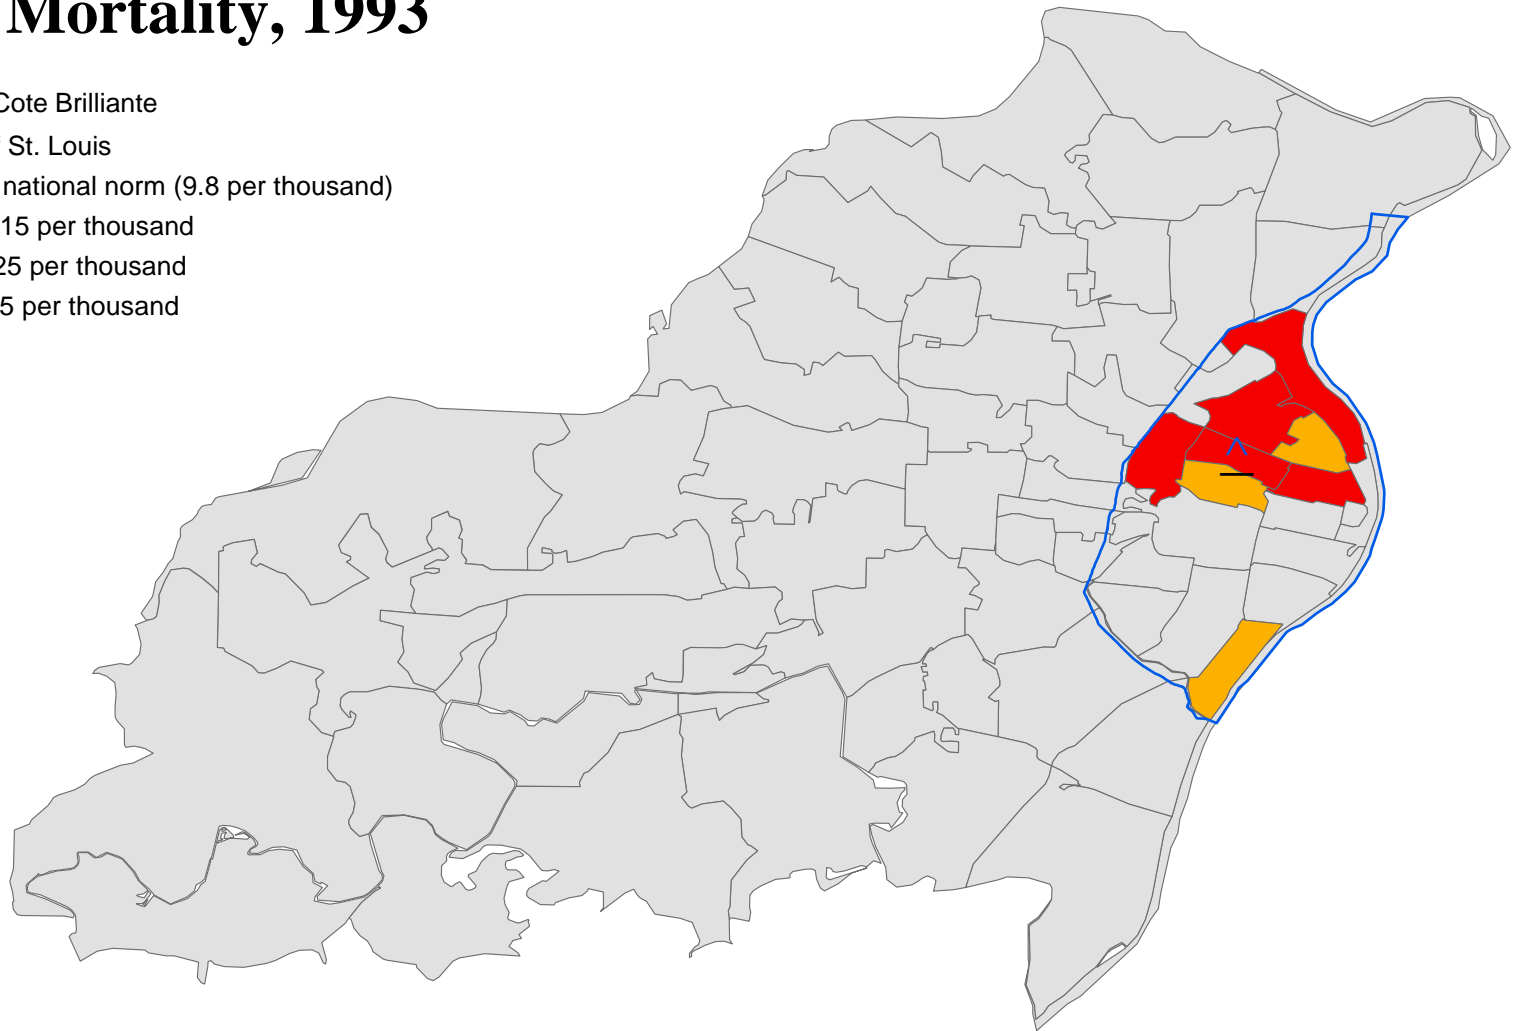 Mortality, 1993
Cote Brilliante
St. Louis
national norm (9.8 per thousand)
15 per thousand
25 per thousand
5 per thousand